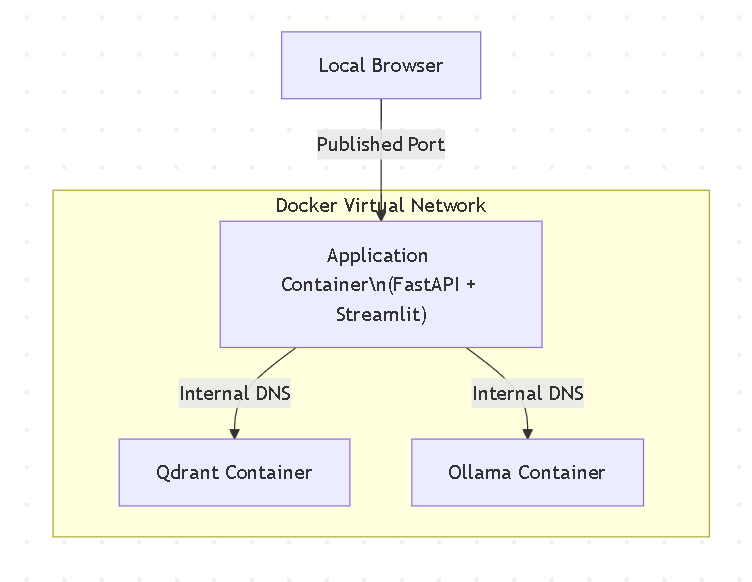 Local Browser
Published Port
Docker Virtual Network
Application
Container\n(FastAPI +
Streamlit)
Internal DNS
Internal DNS
Qdrant Container
Ollama Container